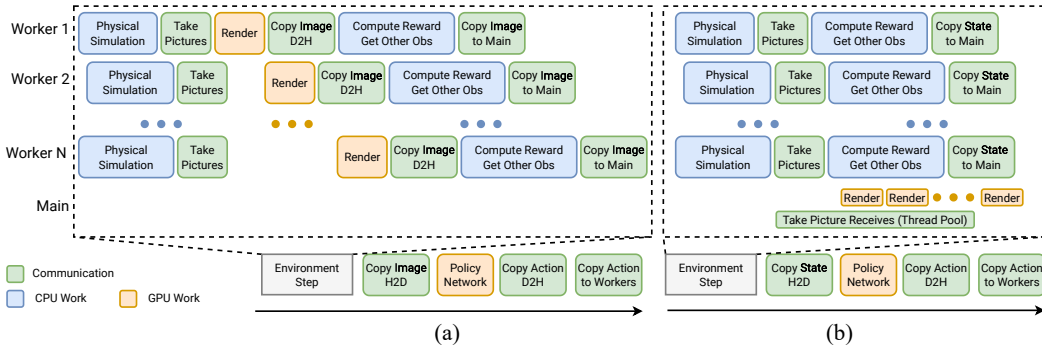 Worker 1
Physical
Simulation
Take
Pictures
Render
Copy Image
D2H
Compute Reward
Get Other Obs
Copy Image
to Main
Worker 2
Physical
Simulation
Take
Pictures
Render
Copy Image
D2H
Compute Reward
Get Other Obs
Copy Image
to Main
Worker N
Physical
Simulation
Take
Pictures
Render
Copy Image
D2H
Compute Reward
Get Other Obs
Copy Image
to Main
Main
Communication
CPU Work
GPU Work
Environment
Step
Copy Image
H2D
Policy
Network
Copy Action
D2H
Copy Action
to Workers
(a)
Physical
Simulation
Take
Pictures
Compute Reward
Get Other Obs
Copy State
to Main
Physical
Simulation
Take
Pictures
Compute Reward
Get Other Obs
Copy State
to Main
Physical
Simulation
Take
Pictures
Compute Reward
Get Other Obs
Copy State
to Main
Render
Render
Render
Take Picture Receives (Thread Pool)
Environment
Step
Copy State
H2D
Policy
Network
Copy Action
D2H
Copy Action
to Workers
(b)